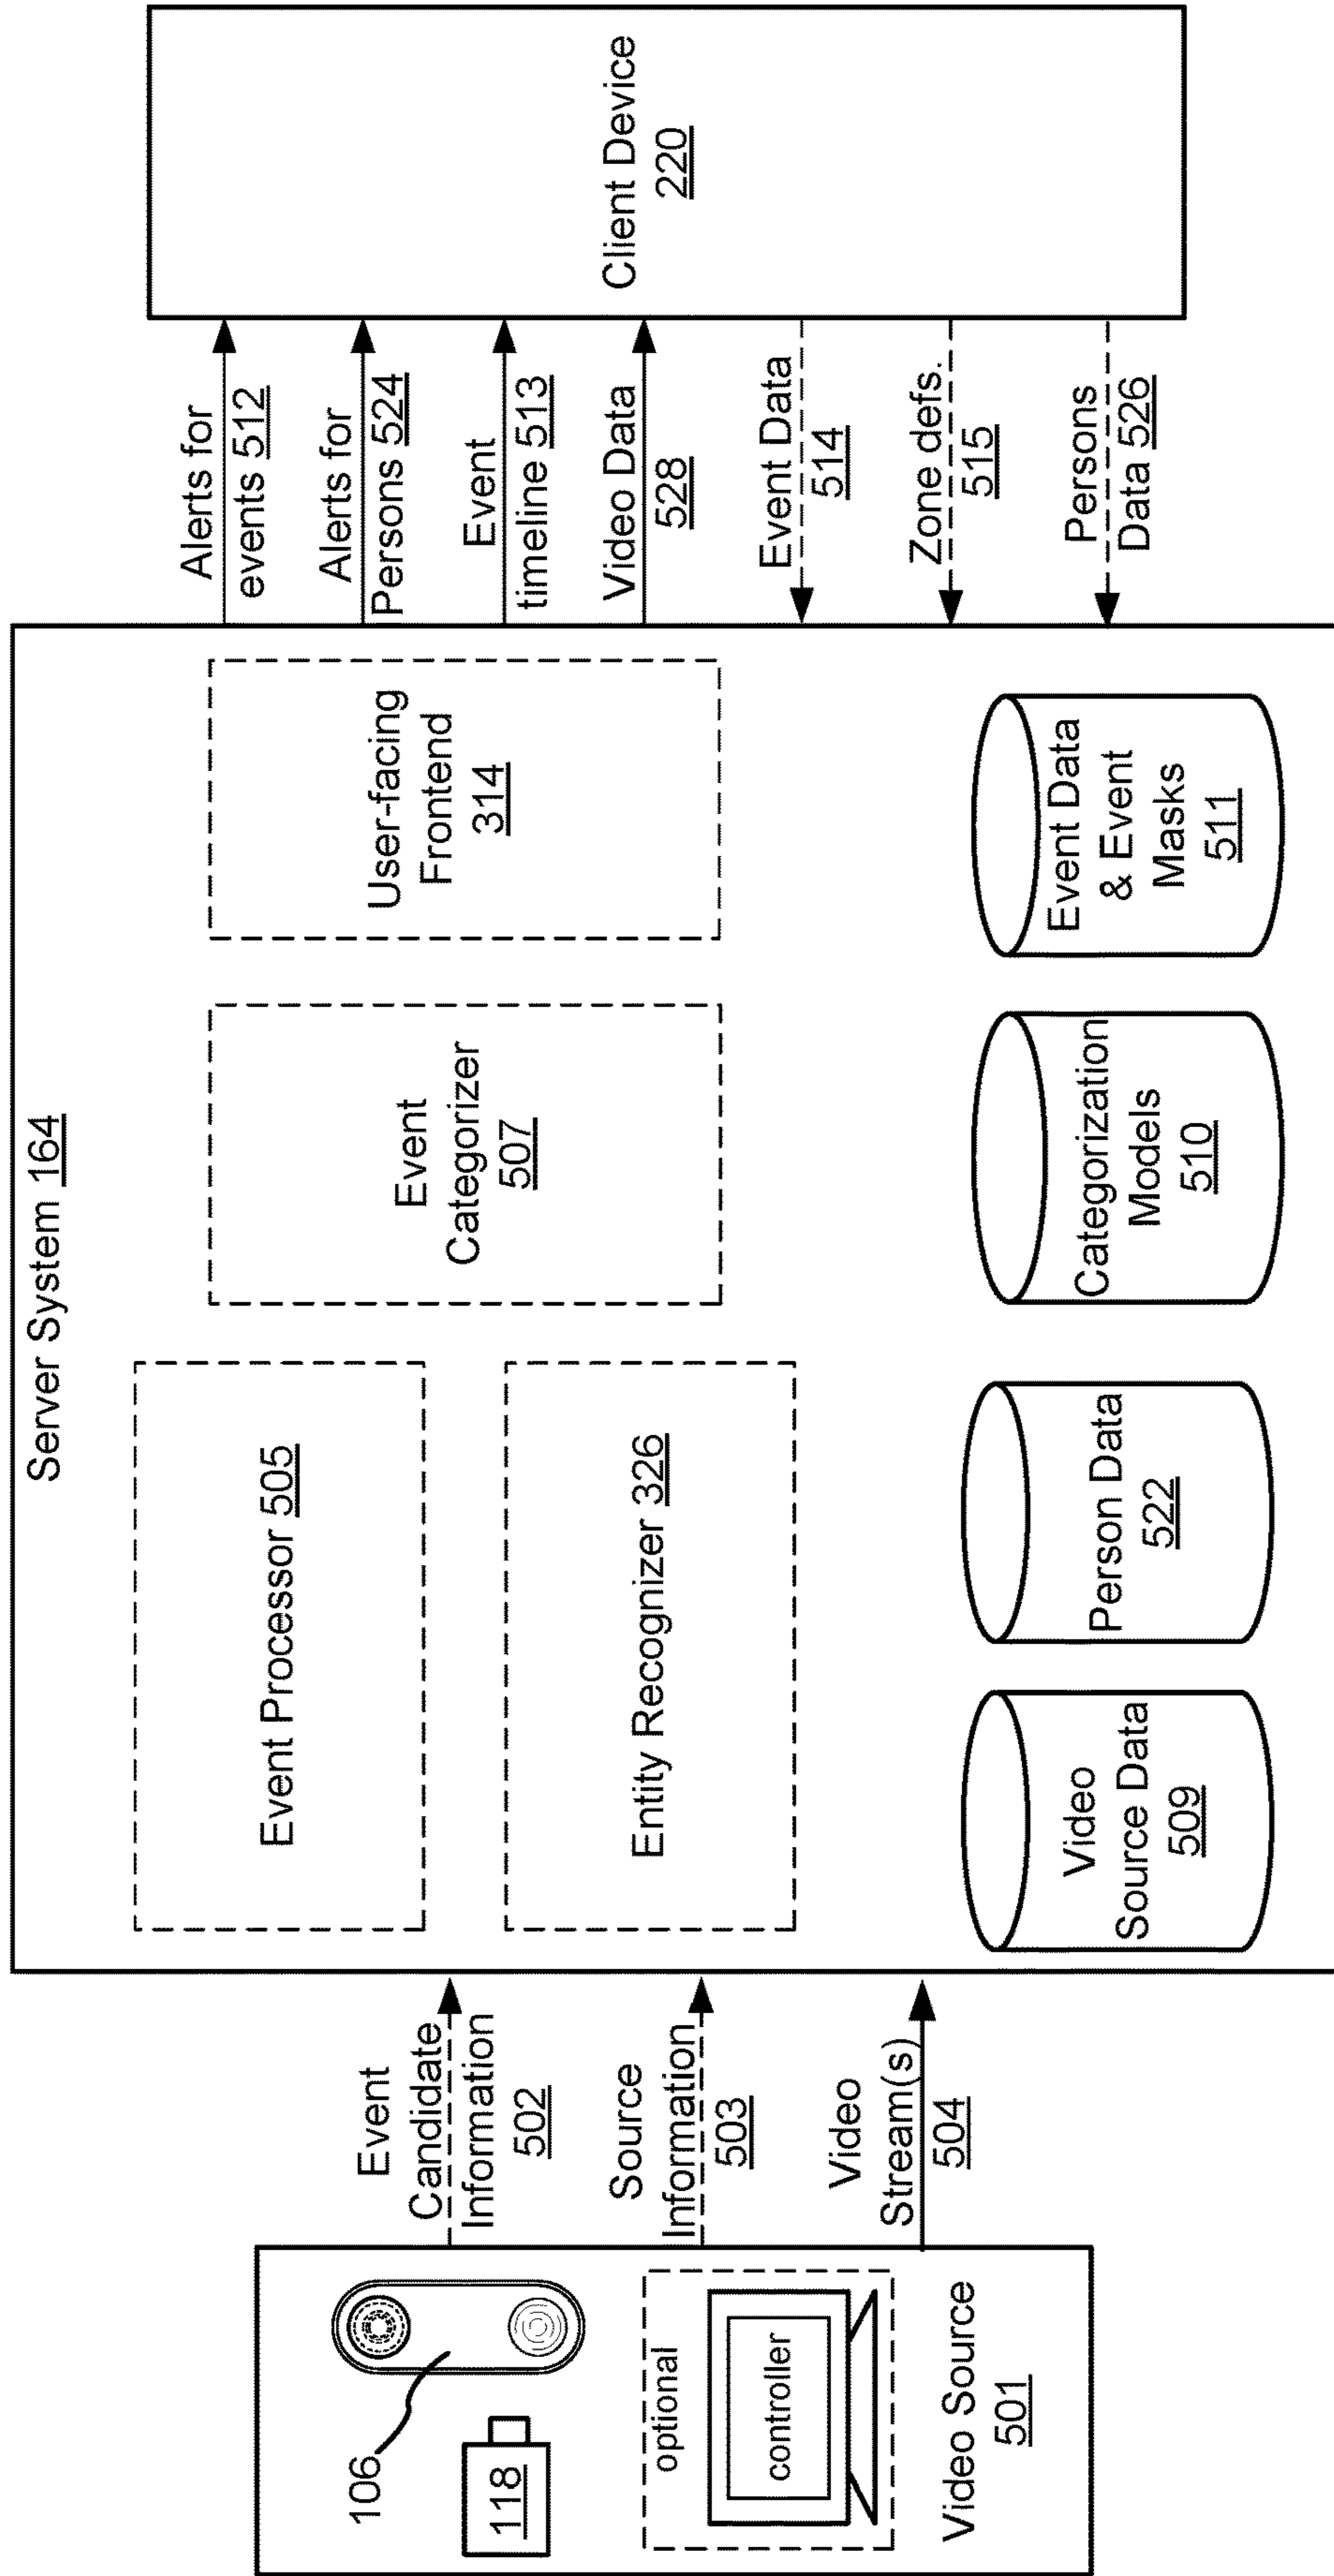 Server System 164
106
118
optional
controller
Video Source
501
Event
Candidate
Information
502
Source
Information
503
Video
Stream(s)
504
Event Processor 505
Entity Recognizer 326
Event
Categorizer
507
User-facing
Frontend
314
Video
Source Data
509
Person Data
522
Categorization
Models
510
Event Data
& Event
Masks
511
Alerts for
events 512
Alerts for
Persons 524
Event
timeline 513
Video Data
528
Event Data
514
Zone defs.
515
Persons
Data 526
Client Device
220